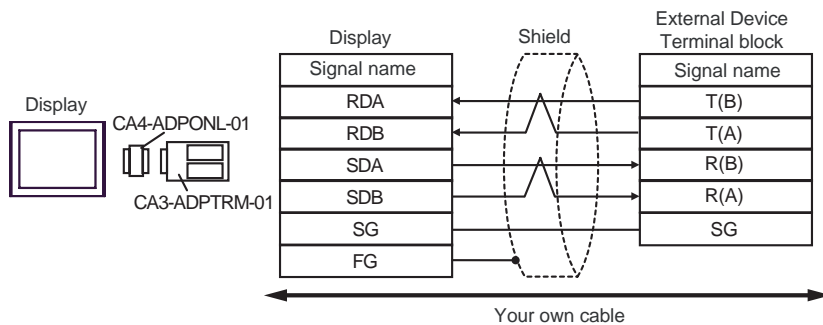 Display
CA4-ADPONL-01
CA3-ADPTRM-01
Display
Signal name
RDA
RDB
SDA
SDB
SG
FG
Shield
External Device
Terminal block
Signal name
T(B)
T(A)
R(B)
R(A)
SG
Your own cable